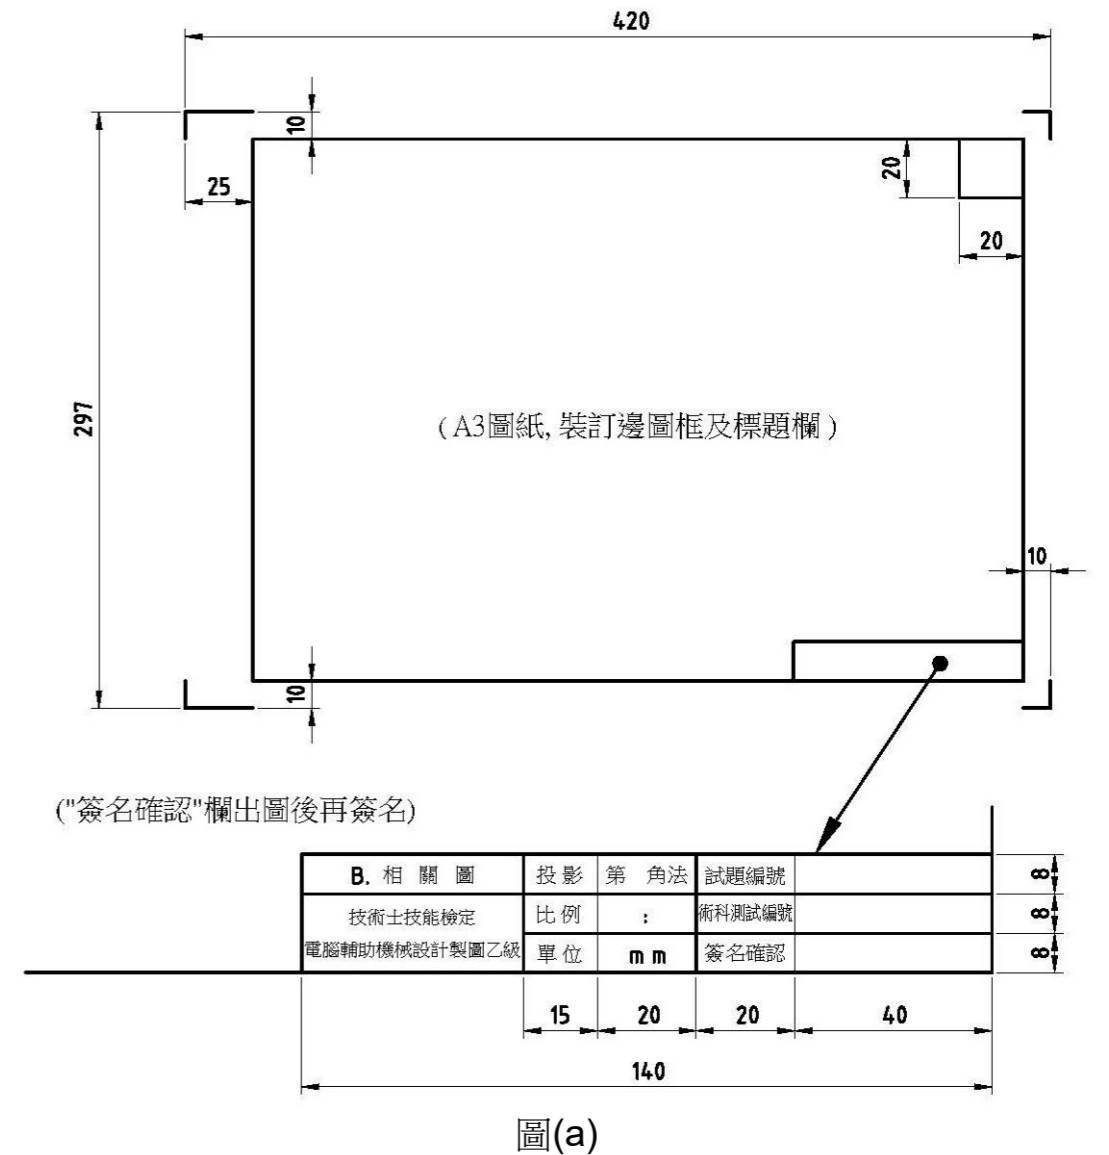 420
10
25
20
20
297
(A3圖紙,裝訂邊圖框及標題欄)
10
10
("簽名確認"欄出圖後再簽名)
B. 相 關 圖 投影 第 角法 試題編號 8
技術士技能檢定 比例 : 術科測試編號 8
電腦輔助機械設計製圖乙級 單位 mm 簽名確認 8
15 20 20 40
140
圖(a)